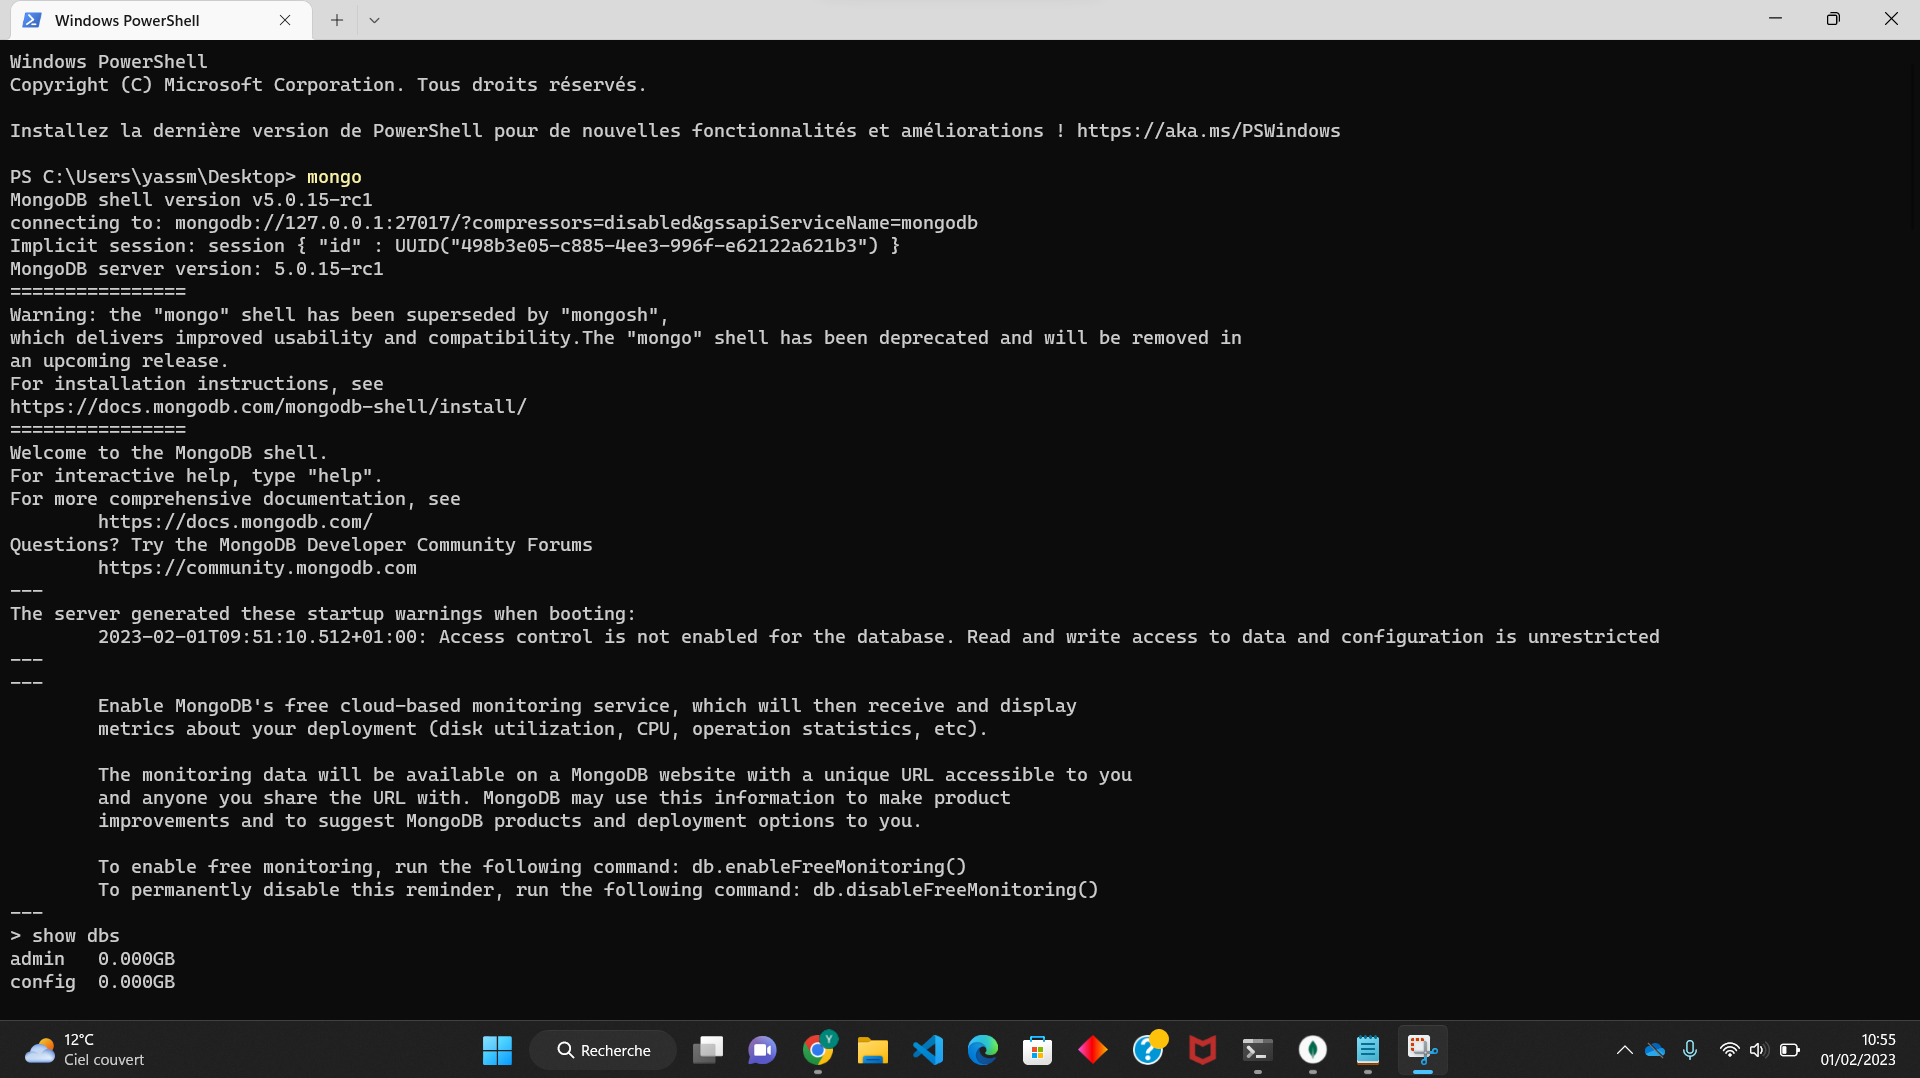 Windows PowerShell
Windows PowerShell
Copyright (C) Microsoft Corporation. Tous droits réservés.
Installez la dernière version de PowerShell pour de nouvelles fonctionnalités et améliorations ! https://aka.ms/PSWindows
PS C:\Users\yassm\Desktop> mongo
MongoDB shell version v5.0.15-rc1
connecting to: mongodb://127.0.0.1:27017/?compressors=disabled&gssapiServiceName=mongodb
Implicit session: session { "id" : UUID("498b3e05-c885-4ee3-996f-e62122a621b3") }
MongoDB server version: 5.0.15-rc1
================
Warning: the "mongo" shell has been superseded by "mongosh",
which delivers improved usability and compatibility.The "mongo" shell has been deprecated and will be removed in
an upcoming release.
For installation instructions, see
https://docs.mongodb.com/mongodb-shell/install/
================
Welcome to the MongoDB shell.
For interactive help, type "help".
For more comprehensive documentation, see
https://docs.mongodb.com/
Questions? Try the MongoDB Developer Community Forums
https://community.mongodb.com
---
The server generated these startup warnings when booting:
2023-02-01T09:51:10.512+01:00: Access control is not enabled for the database. Read and write access to data and configuration is unrestricted
---
---
Enable MongoDB's free cloud-based monitoring service, which will then receive and display
metrics about your deployment (disk utilization, CPU, operation statistics, etc).
The monitoring data will be available on a MongoDB website with a unique URL accessible to you
and anyone you share the URL with. MongoDB may use this information to make product
improvements and to suggest MongoDB products and deployment options to you.
To enable free monitoring, run the following command: db.enableFreeMonitoring()
To permanently disable this reminder, run the following command: db.disableFreeMonitoring()
---
> show dbs
admin   0.000GB
config  0.000GB
12°C
Ciel couvert
Recherche
Y
10:55
01/02/2023